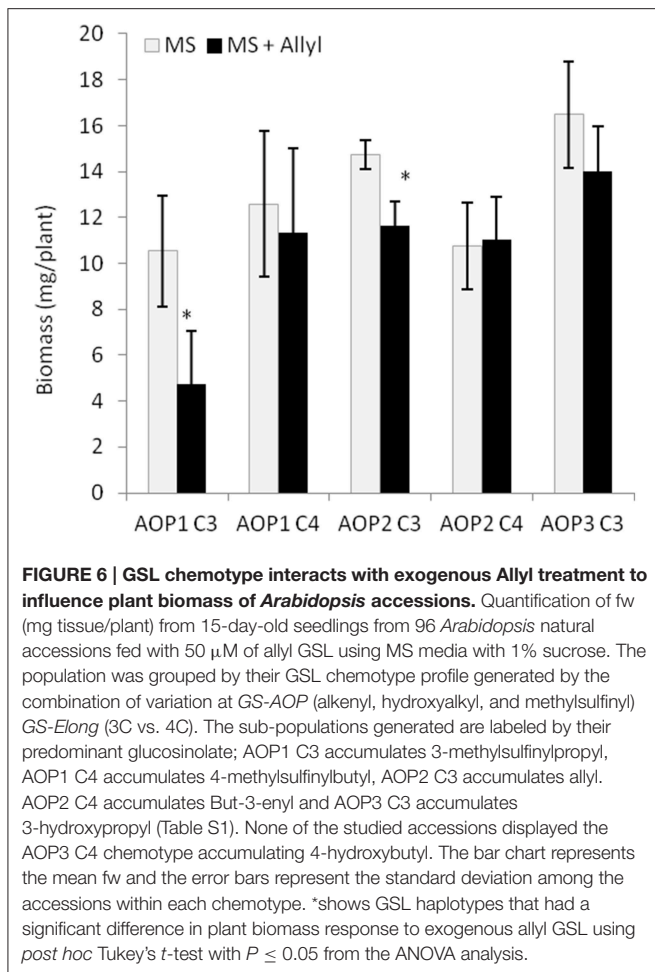 20
MS MS + Allyl
18
16
14
12
10
8
6
4
2
0
Biomass (mg/plant)
*
*
AOP1 C3 AOP1 C4 AOP2 C3 AOP2 C4 AOP3 C3
FIGURE 6 | GSL chemotype interacts with exogenous Allyl treatment to
influence plant biomass of Arabidopsis accessions. Quantification of fw
(mg tissue/plant) from 15-day-old seedlings from 96 Arabidopsis natural
accessions fed with 50 μM of allyl GSL using MS media with 1% sucrose. The
population was grouped by their GSL chemotype profile generated by the
combination of variation at GS-AOP (alkenyl, hydroxyalkyl, and methylsulfinyl)
GS-Elong (3C vs. 4C). The sub-populations generated are labeled by their
predominant glucosinolate; AOP1 C3 accumulates 3-methylsulfinylpropyl,
AOP1 C4 accumulates 4-methylsulfinylbutyl, AOP2 C3 accumulates allyl.
AOP2 C4 accumulates But-3-enyl and AOP3 C3 accumulates
3-hydroxypropyl (Table S1). None of the studied accessions displayed the
AOP3 C4 chemotype accumulating 4-hydroxybutyl. The bar chart represents
the mean fw and the error bars represent the standard deviation among the
accessions within each chemotype. *shows GSL haplotypes that had a
significant difference in plant biomass response to exogenous allyl GSL using
post hoc Tukey's t-test with P ≤ 0.05 from the ANOVA analysis.